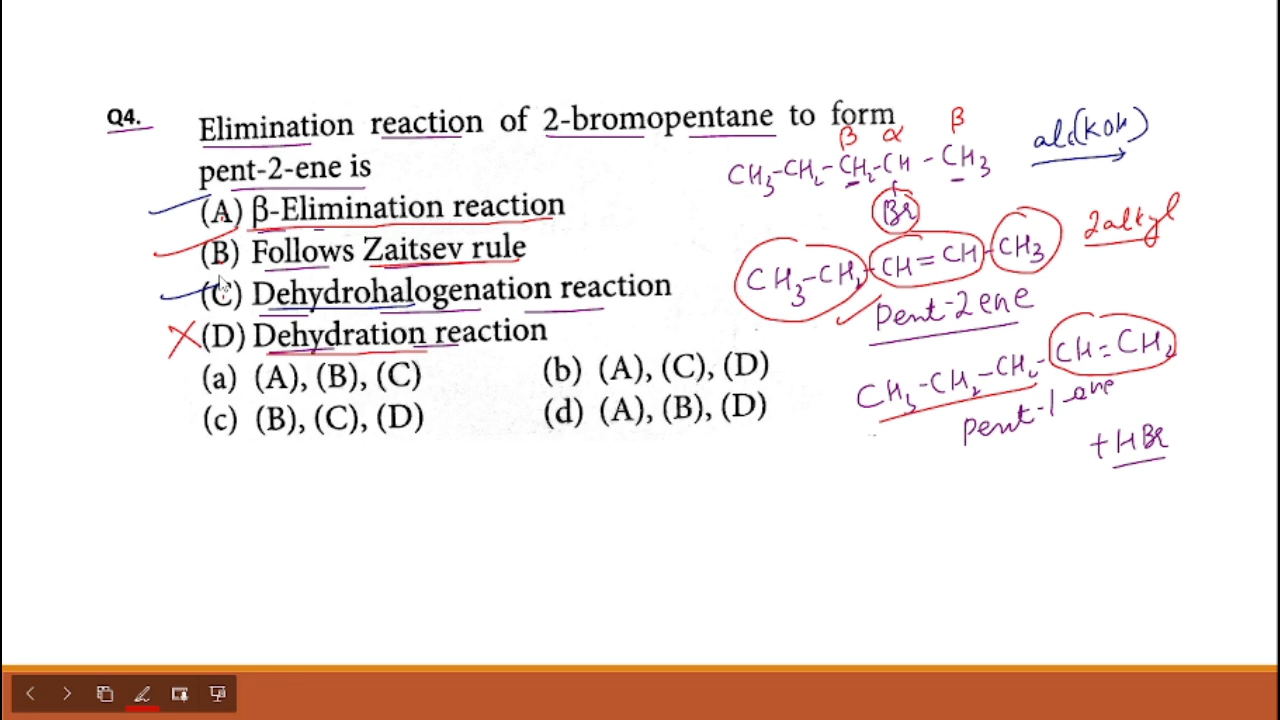 Q4. Elimination reaction of 2-bromopentane to form
pent-2-ene is
(A) β-Elimination reaction
(B) Follows Zaitsev rule
(C) Dehydrohalogenation reaction
(D) Dehydration reaction
(a) (A), (B), (C) (b) (A), (C), (D)
(c) (B), (C), (D) (d) (A), (B), (D)
β α β
CH3-CH2-CH2-CH-CH3 alc(KOH)
Br
CH3-CH2-CH=CH-CH3 2alkyl
Pent-2ene
CH3-CH2-CH2-CH=CH2
Pent-1-ene
+HBr